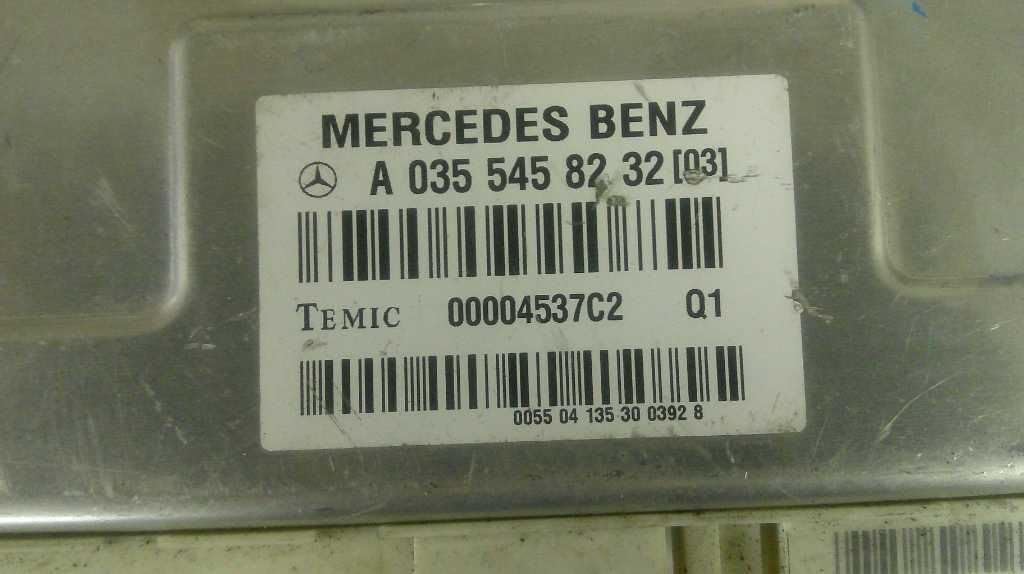 MERCEDES BENZ
A 035 545 82 32 [03]
TEMIC 00004537C2 Q1
0055 04 135 30 0392 8